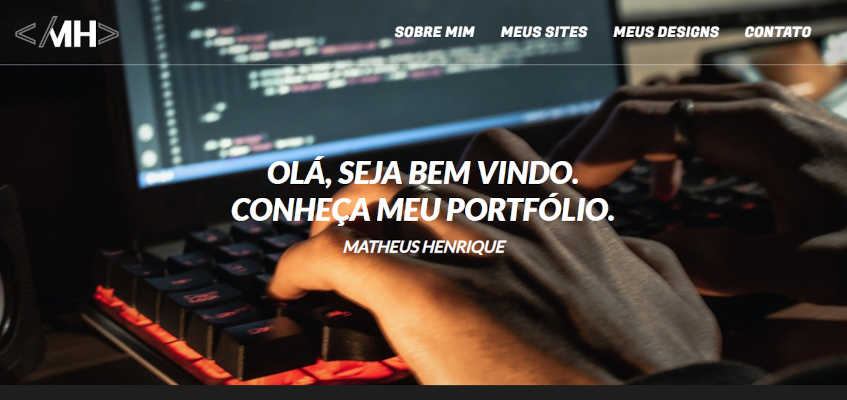 </MH>
SOBRE MIM MEUS SITES MEUS DESIGNS CONTATO
OLÁ, SEJA BEM VINDO.
CONHEÇA MEU PORTFÓLIO.
MATHEUS HENRIQUE